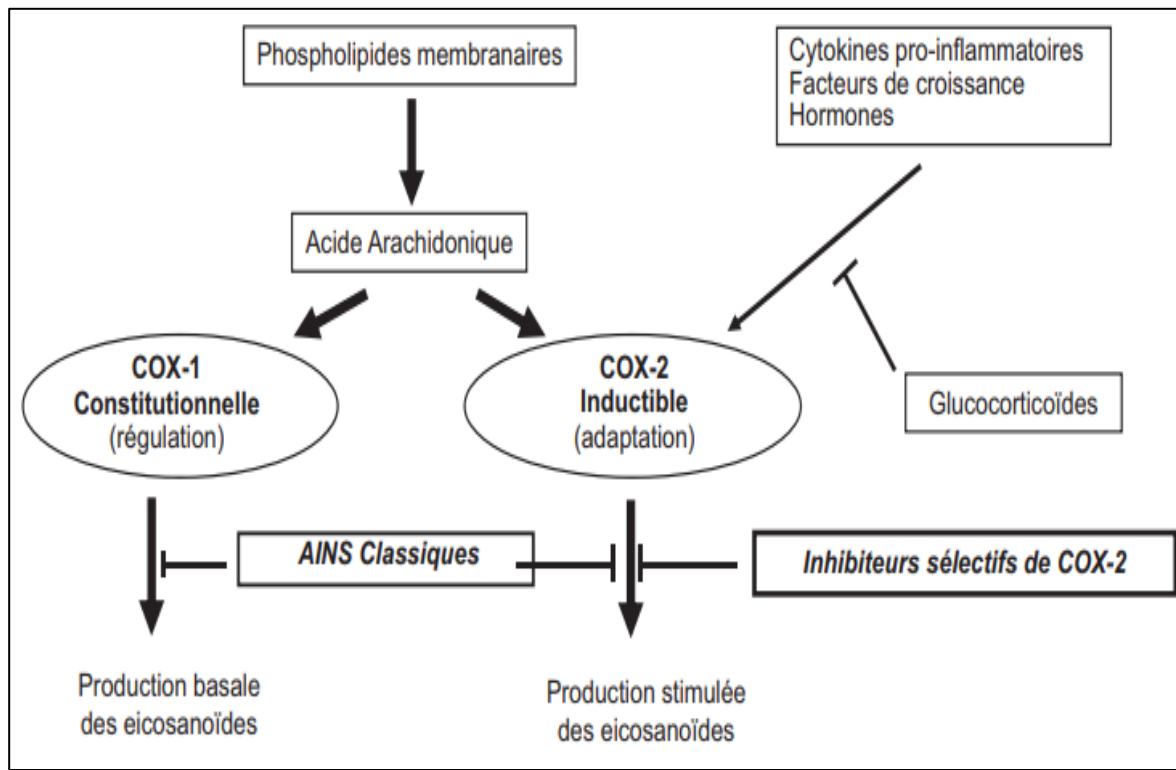 Phospholipides membranaires
Cytokines pro-inflammatoires
Facteurs de croissance
Hormones
Acide Arachidonique
COX-1
Constitutionnelle
(régulation)
COX-2
Inductible
(adaptation)
Glucocorticoïdes
AINS Classiques
Inhibiteurs sélectifs de COX-2
Production basale
des eicosanoïdes
Production stimulée
des eicosanoïdes